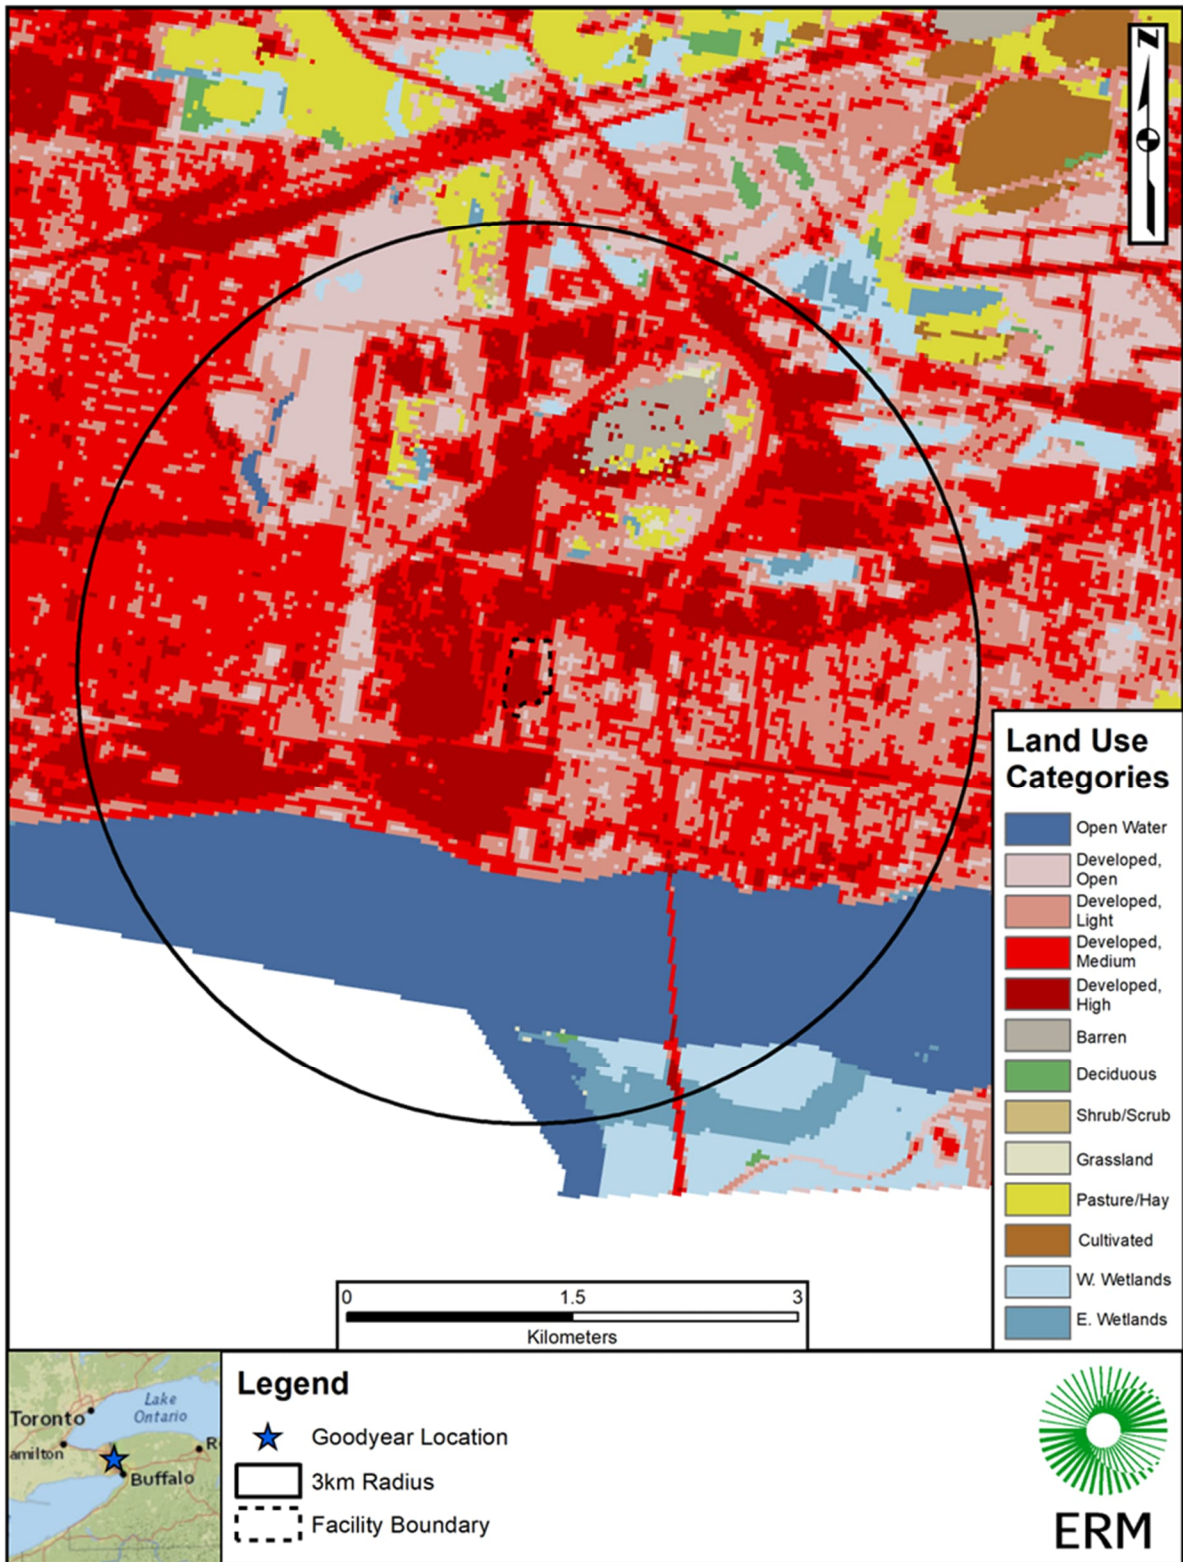 N
Land Use
Categories
Open Water
Developed,
Open
Developed,
Light
Developed,
Medium
Developed,
High
Barren
Deciduous
Shrub/Scrub
Grassland
Pasture/Hay
Cultivated
W. Wetlands
E. Wetlands
0 1.5 3
Kilometers
Lake
Ontario
Toronto
amilton
R
Buffalo
Legend
Goodyear Location
3km Radius
Facility Boundary
ERM